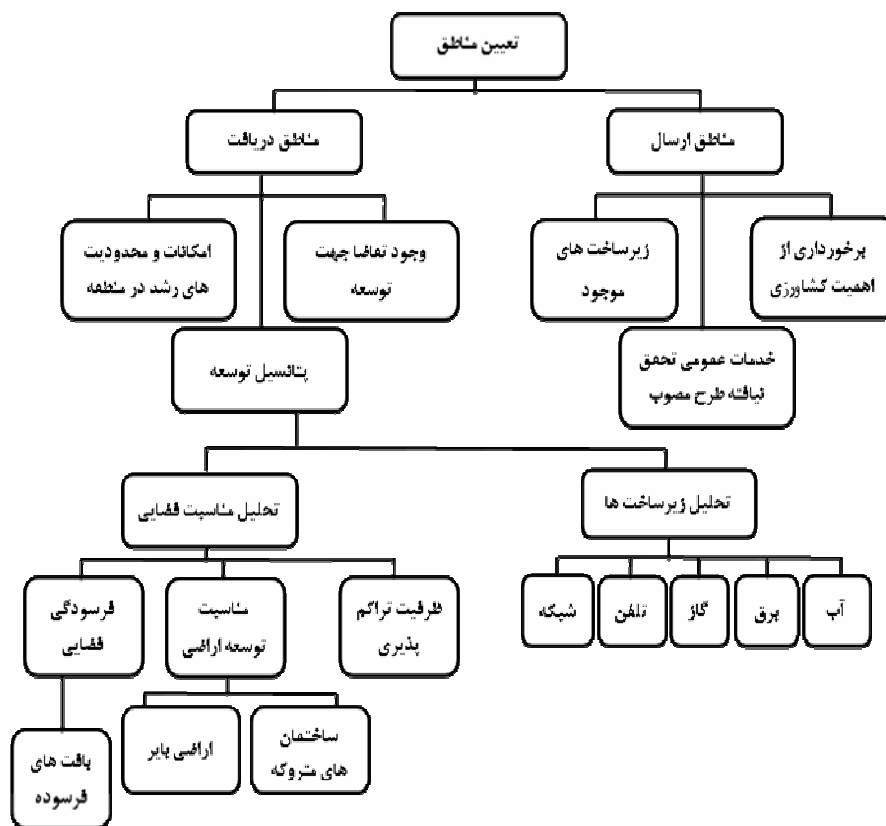 تعیین مناطق
مناطق ارسال
مناطق دریافت
برخورداری از
اهمیت کشاورزی
زیرساخت های
موجود
وجود تقاضا جهت
توسعه
امکانات و محدودیت
های رشد در منطقه
خدمات عمومی تحقق
نیافته طرح مصوب
پتانسیل توسعه
تحلیل زیرساخت ها
تحلیل مناسبت فضایی
آب
برق
گاز
تلفن
شبکه
ظرفیت تراکم
پذیری
مناسبت
توسعه اراضی
فرسودگی
فضایی
ساختمان
های متروکه
اراضی بایر
بافت های
فرسوده